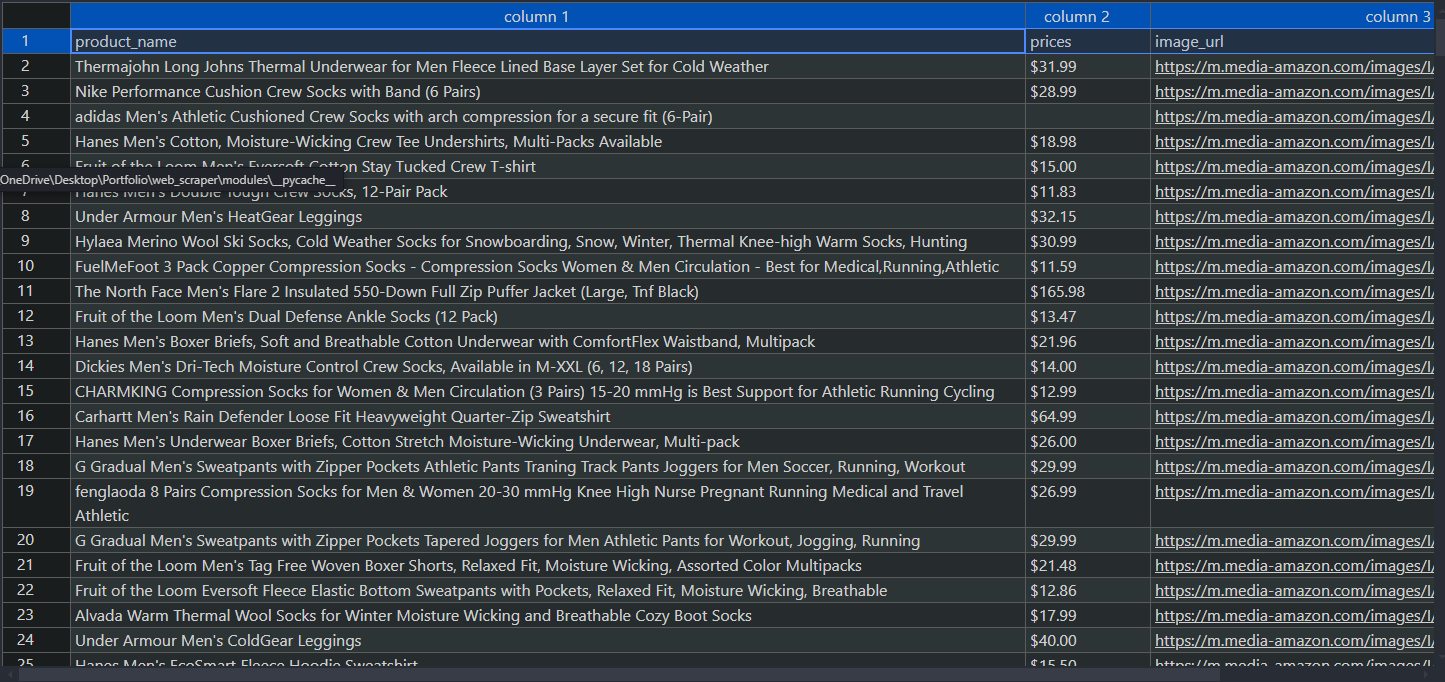 column 1 column 2 column 3
1 product_name prices image_url
2 Thermajohn Long Johns Thermal Underwear for Men Fleece Lined Base Layer Set for Cold Weather $31.99 https://m.media-amazon.com/images/I/
3 Nike Performance Cushion Crew Socks with Band (6 Pairs) $28.99 https://m.media-amazon.com/images/I/
4 adidas Men's Athletic Cushioned Crew Socks with arch compression for a secure fit (6-Pair) https://m.media-amazon.com/images/I/
5 Hanes Men's Cotton, Moisture-Wicking Crew Tee Undershirts, Multi-Packs Available $18.98 https://m.media-amazon.com/images/I/
6 Fruit of the Loom Men's Eversoft Cotton Stay Tucked Crew T-shirt $15.00 https://m.media-amazon.com/images/I/
OneDrive\Desktop\Portfolio\web_scraper\modules\__pycache__
7 Hanes Men's Double Tough Crew Socks, 12-Pair Pack $11.83 https://m.media-amazon.com/images/I/
8 Under Armour Men's HeatGear Leggings $32.15 https://m.media-amazon.com/images/I/
9 Hylaea Merino Wool Ski Socks, Cold Weather Socks for Snowboarding, Snow, Winter, Thermal Knee-high Warm Socks, Hunting $30.99 https://m.media-amazon.com/images/I/
10 FuelMeFoot 3 Pack Copper Compression Socks - Compression Socks Women & Men Circulation - Best for Medical,Running,Athletic $11.59 https://m.media-amazon.com/images/I/
11 The North Face Men's Flare 2 Insulated 550-Down Full Zip Puffer Jacket (Large, Tnf Black) $165.98 https://m.media-amazon.com/images/I/
12 Fruit of the Loom Men's Dual Defense Ankle Socks (12 Pack) $13.47 https://m.media-amazon.com/images/I/
13 Hanes Men's Boxer Briefs, Soft and Breathable Cotton Underwear with ComfortFlex Waistband, Multipack $21.96 https://m.media-amazon.com/images/I/
14 Dickies Men's Dri-Tech Moisture Control Crew Socks, Available in M-XXL (6, 12, 18 Pairs) $14.00 https://m.media-amazon.com/images/I/
15 CHARMKING Compression Socks for Women & Men Circulation (3 Pairs) 15-20 mmHg is Best Support for Athletic Running Cycling $12.99 https://m.media-amazon.com/images/I/
16 Carhartt Men's Rain Defender Loose Fit Heavyweight Quarter-Zip Sweatshirt $64.99 https://m.media-amazon.com/images/I/
17 Hanes Men's Underwear Boxer Briefs, Cotton Stretch Moisture-Wicking Underwear, Multi-pack $26.00 https://m.media-amazon.com/images/I/
18 G Gradual Men's Sweatpants with Zipper Pockets Athletic Pants Traning Track Pants Joggers for Men Soccer, Running, Workout $29.99 https://m.media-amazon.com/images/I/
19 fenglaoda 8 Pairs Compression Socks for Men & Women 20-30 mmHg Knee High Nurse Pregnant Running Medical and Travel $26.99 https://m.media-amazon.com/images/I/
Athletic
20 G Gradual Men's Sweatpants with Zipper Pockets Tapered Joggers for Men Athletic Pants for Workout, Jogging, Running $29.99 https://m.media-amazon.com/images/I/
21 Fruit of the Loom Men's Tag Free Woven Boxer Shorts, Relaxed Fit, Moisture Wicking, Assorted Color Multipacks $21.48 https://m.media-amazon.com/images/I/
22 Fruit of the Loom Eversoft Fleece Elastic Bottom Sweatpants with Pockets, Relaxed Fit, Moisture Wicking, Breathable $12.86 https://m.media-amazon.com/images/I/
23 Alvada Warm Thermal Wool Socks for Winter Moisture Wicking and Breathable Cozy Boot Socks $17.99 https://m.media-amazon.com/images/I/
24 Under Armour Men's ColdGear Leggings $40.00 https://m.media-amazon.com/images/I/
25 Hanes Men's EcoSmart Fleece Hoodie Sweatshirt $15.50 https://m.media-amazon.com/images/I/